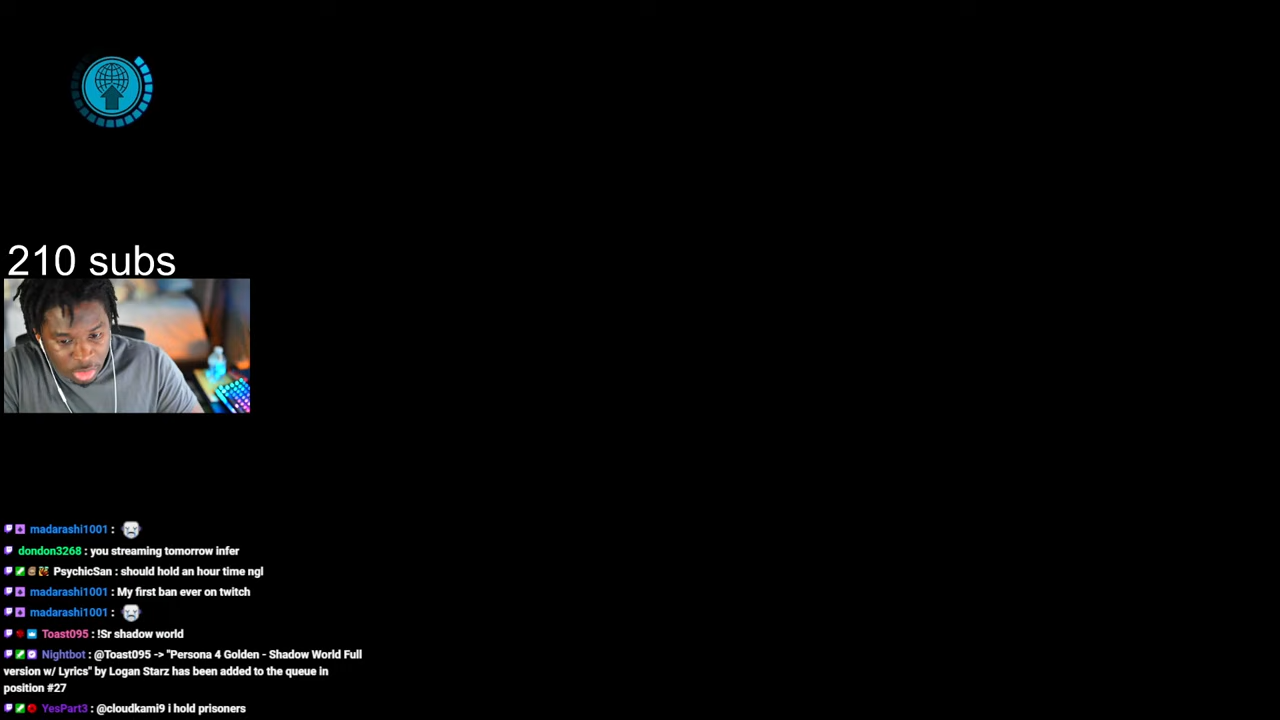 210 subs
madarashi1001 :
dondon3268 : you streaming tomorrow infer
PsychicSan : should hold an hour time ngl
madarashi1001 : My first ban ever on twitch
madarashi1001 :
Toast095 : !Sr shadow world
Nightbot : @Toast095 -> "Persona 4 Golden - Shadow World Full
version w/ Lyrics" by Logan Starz has been added to the queue in
position #27
YesPart3 : @cloudkami9 i hold prisoners